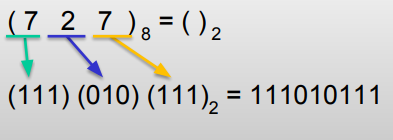 ( 7 2 7 )₈ = ( )₂
(111) (010) (111)₂ = 111010111